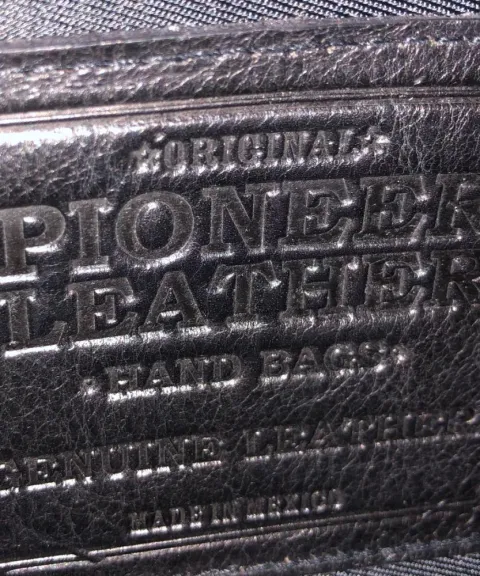 ★ORIGINAL★
PIONEER
LEATHER
HAND BAGS
GENUINE LEATHER
MADE IN MEXICO